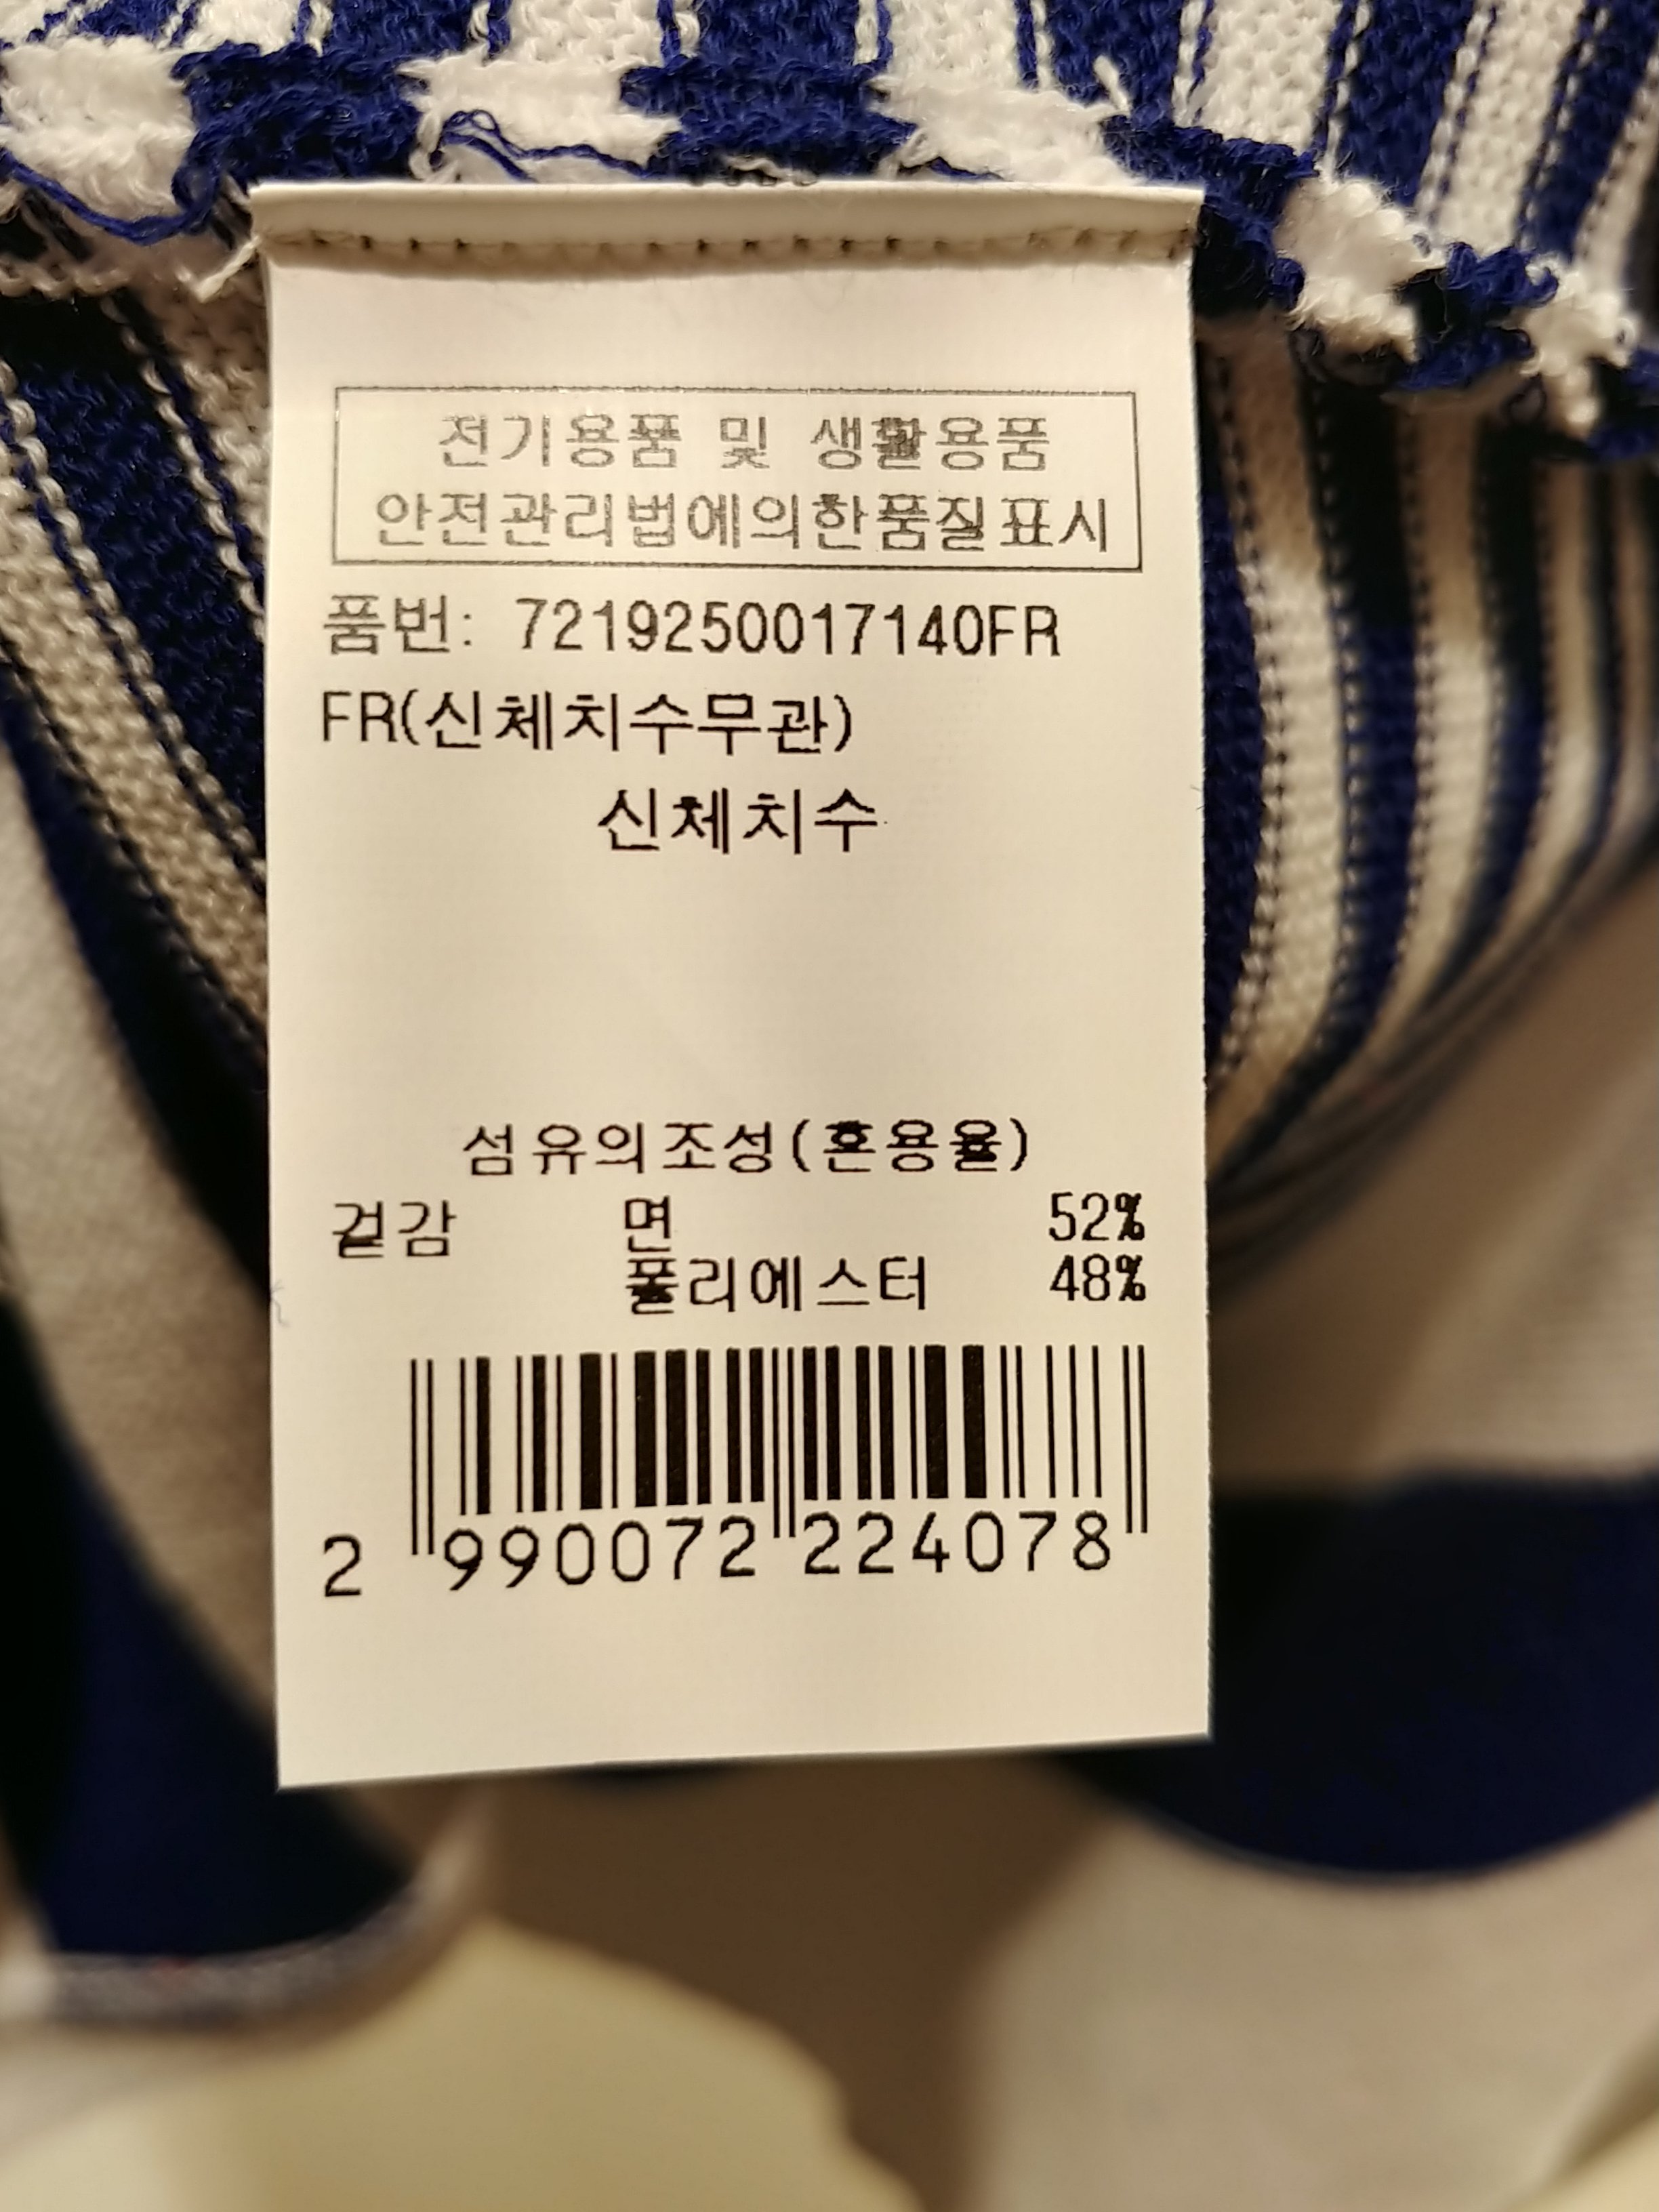 전기용품 및 생활용품
안전관리법에의한품질표시
품번: 7219250017140FR
FR(신체치수무관)
신체치수
섬유의조성(혼용율)
겉감 면 52%
폴리에스터 48%
2 990072 224078